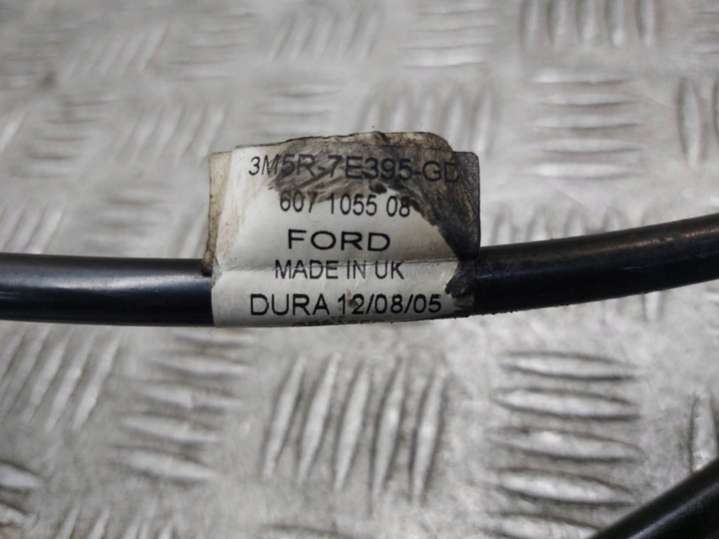 3M5R-7E395-GD
607 1055 08
FORD
MADE IN UK
DURA 12/08/05